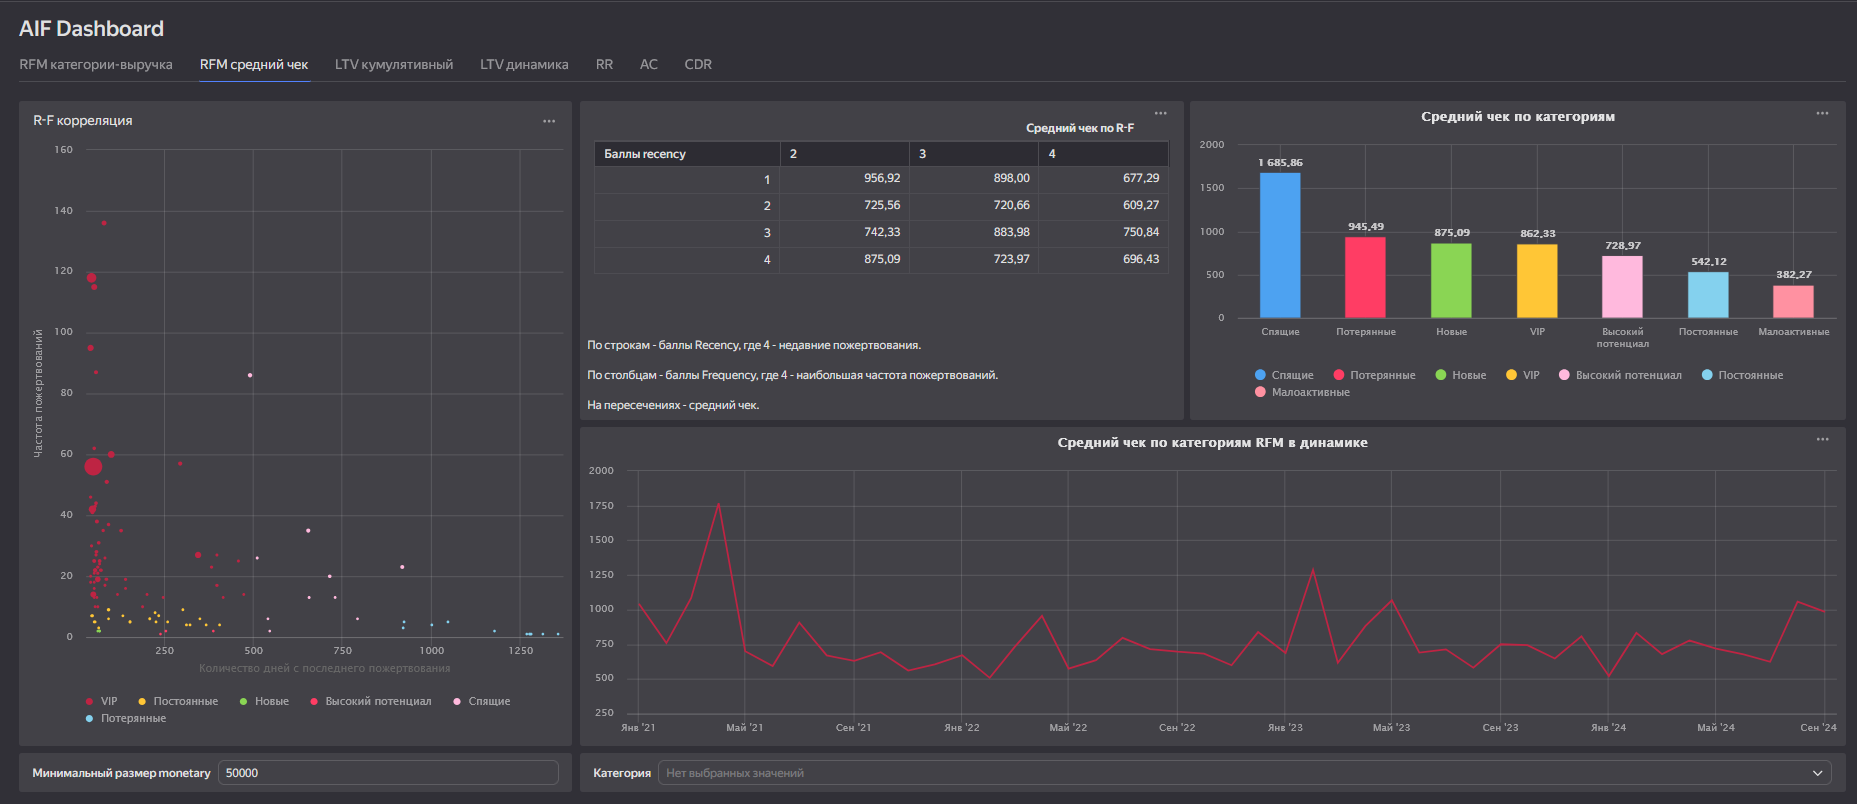 AIF Dashboard
RFM категории-выручка RFM средний чек LTV кумулятивный LTV динамика RR AC CDR
R-F корреляция
160
140
120
100
80
60
40
20
0
Частота пожертвований
250 500 750 1000 1250
Количество дней с последнего пожертвования
VIP Постоянные Новые Высокий потенциал Спящие
Потерянные
Средний чек по R-F
Баллы recency 2 3 4
1 956,92 898,00 677,29
2 725,56 720,66 609,27
3 742,33 883,98 750,84
4 875,09 723,97 696,43
По строкам - баллы Recency, где 4 - недавние пожертвования.
По столбцам - баллы Frequency, где 4 - наибольшая частота пожертвований.
На пересечениях - средний чек.
Средний чек по категориям
2000
1500
1000
500
0
1 685,86
945,49
875,09
862,33
728,97
542,12
382,27
Спящие Потерянные Новые VIP Высокий потенциал Постоянные Малоактивные
Спящие Потерянные Новые VIP Высокий потенциал Постоянные
Малоактивные
Средний чек по категориям RFM в динамике
2000
1750
1500
1250
1000
750
500
250
Янв '21 Май '21 Сен '21 Янв '22 Май '22 Сен '22 Янв '23 Май '23 Сен '23 Янв '24 Май '24 Сен '24
Минимальный размер monetary 50000
Категория Нет выбранных значений